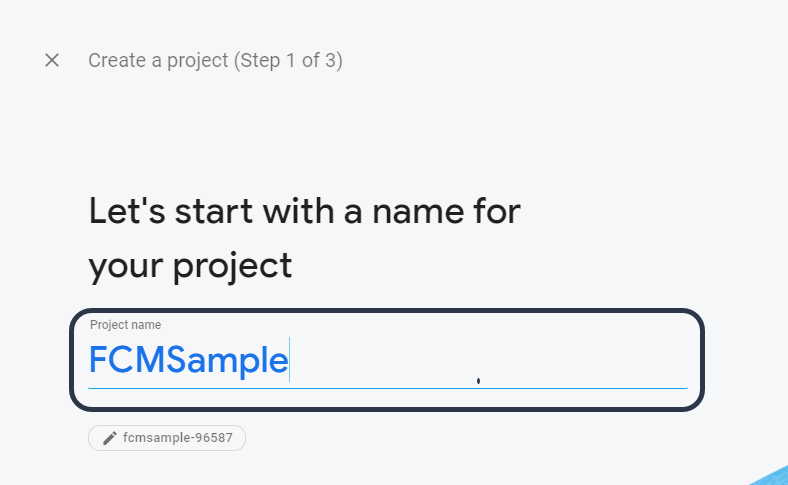 Create a project (Step 1 of 3)
Let's start with a name for
your project
Project name
FCMSample
fcmsample-96587